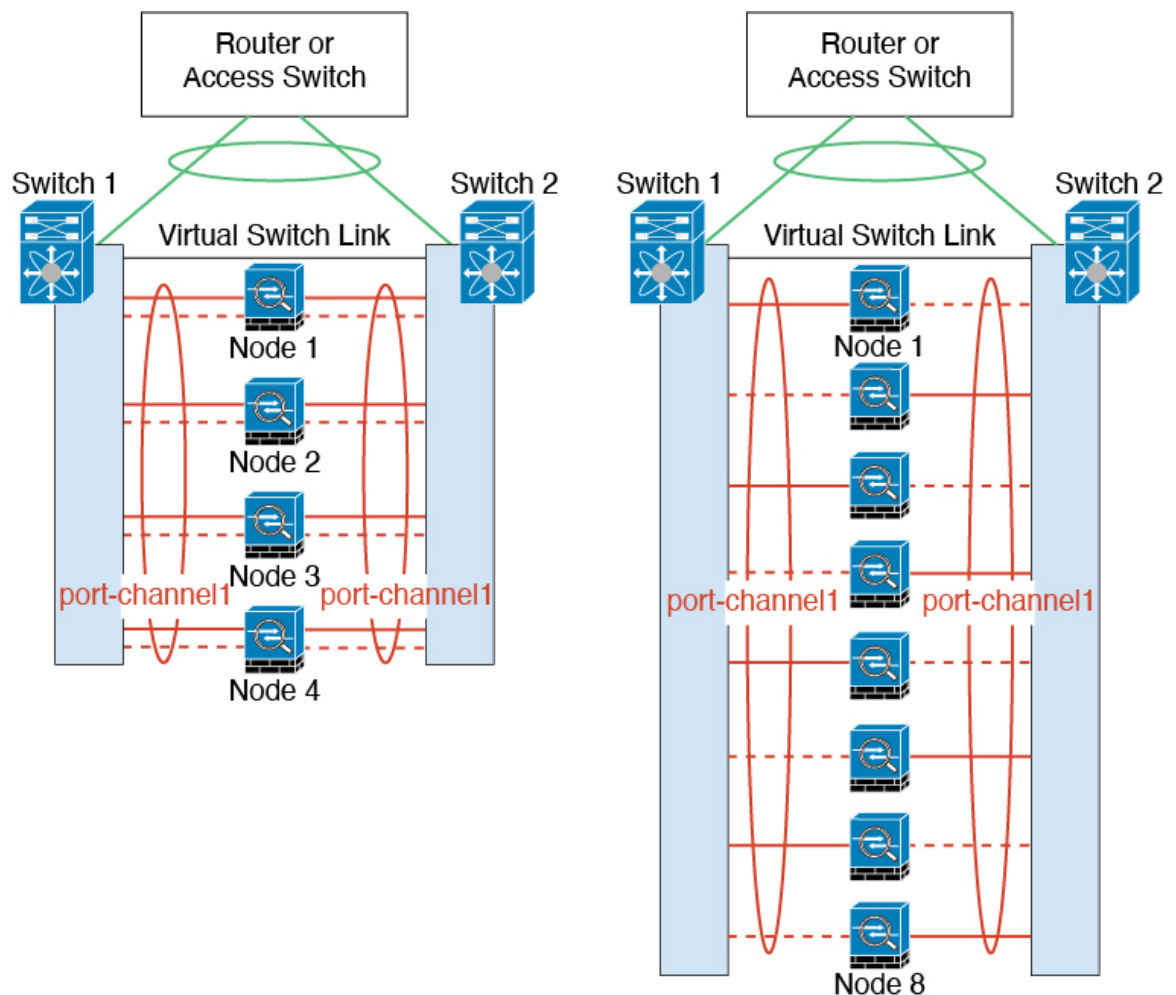 Router or
Access Switch
Switch 1
Switch 2
Virtual Switch Link
Node 1
Node 2
Node 3
port-channel1
port-channel1
Node 4
Router or
Access Switch
Switch 1
Switch 2
Virtual Switch Link
Node 1
port-channel1
port-channel1
Node 8